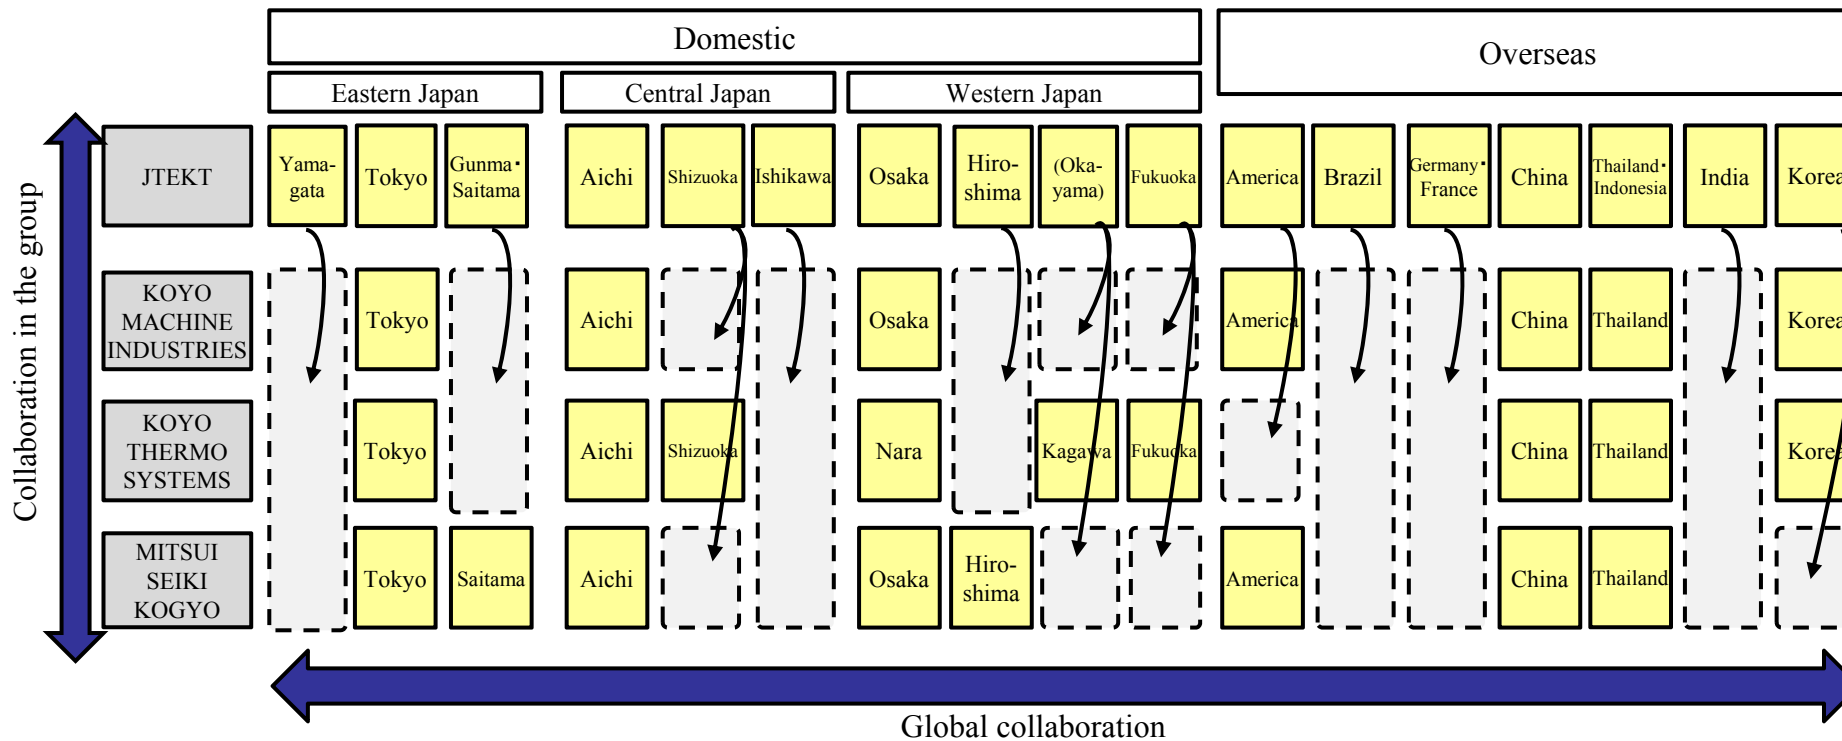 Domestic
Overseas
Eastern Japan
Central Japan
Western Japan
Collaboration in the group
JTEKT
Yama-
gata
Tokyo
Gunma・
Saitama
Aichi
Shizuoka
Ishikawa
Osaka
Hiro-
shima
(Oka-
yama)
Fukuoka
America
Brazil
Germany・
France
China
Thailand・
Indonesia
India
Korea
KOYO
MACHINE
INDUSTRIES
Tokyo
Aichi
Osaka
America
China
Thailand
Korea
KOYO
THERMO
SYSTEMS
Tokyo
Aichi
Shizuoka
Nara
Kagawa
Fukuoka
China
Thailand
Korea
MITSUI
SEIKI
KOGYO
Tokyo
Saitama
Aichi
Osaka
Hiro-
shima
America
China
Thailand
Global collaboration